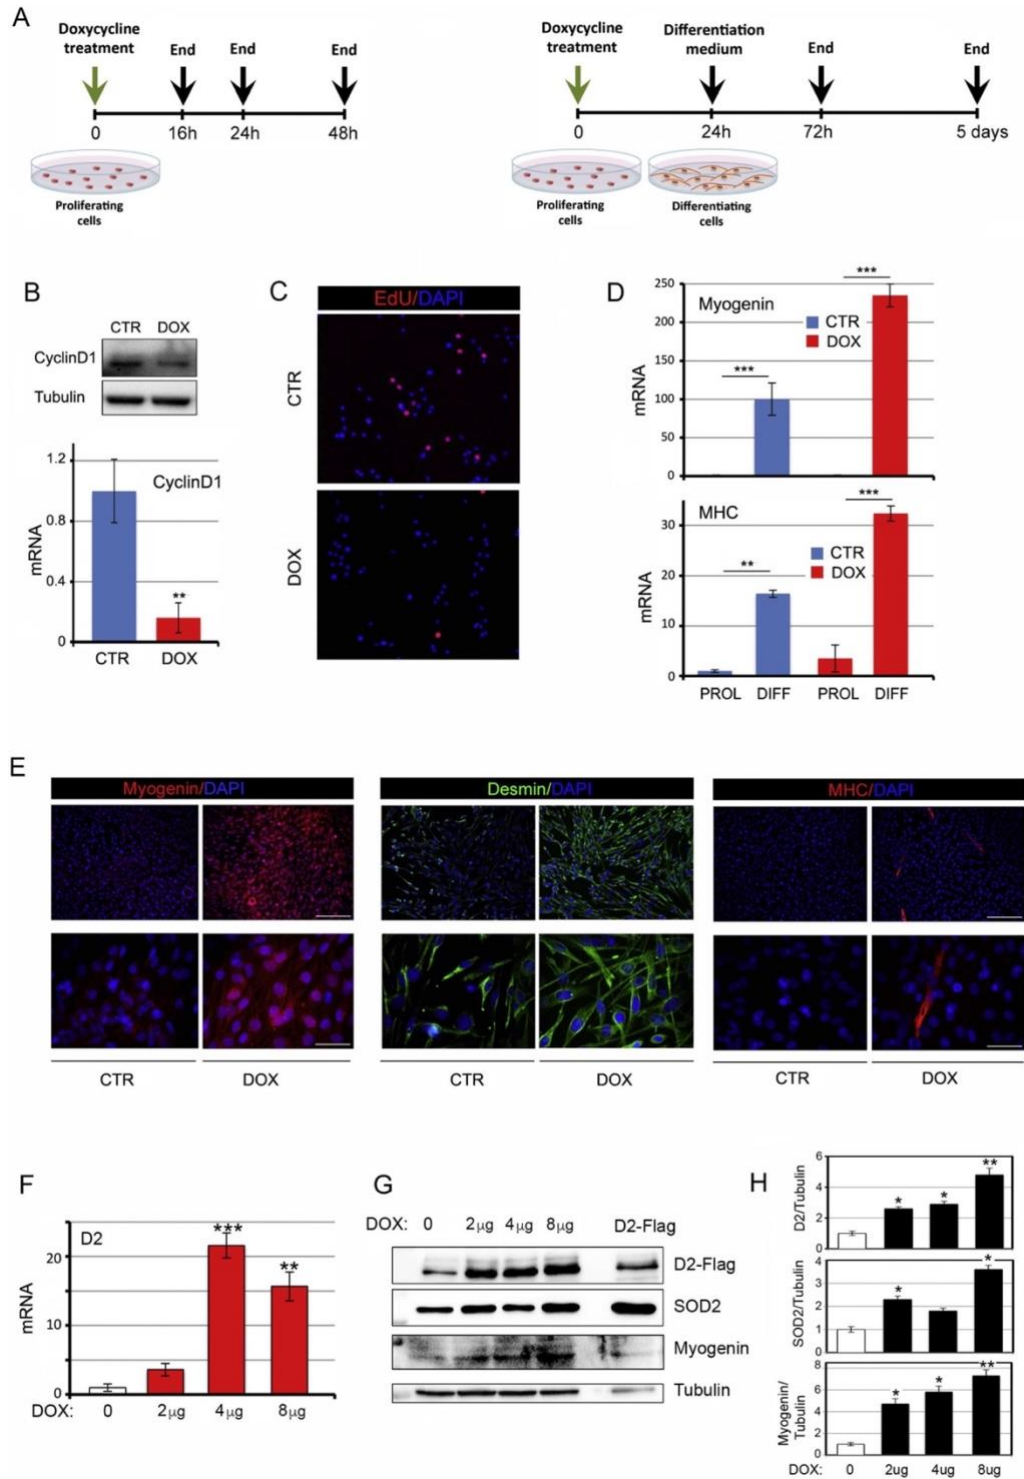 A
Doxycycline
treatment
End
End
End
0
16h
24h
48h
Proliferating
cells
Doxycycline
treatment
Differentiation
medium
End
End
0
24h
72h
5 days
Proliferating
cells
Differentiating
cells
B
CTR DOX
CyclinD1
Tubulin
CyclinD1
mRNA
1.2
0.8
0.4
0
**
CTR
DOX
C
EdU/DAPI
CTR
DOX
D
Myogenin
CTR
DOX
mRNA
250
200
150
100
50
0
***
***
MHC
CTR
DOX
mRNA
30
20
10
0
**
***
PROL DIFF PROL DIFF
E
Myogenin/DAPI
Desmin/DAPI
MHC/DAPI
CTR
DOX
CTR
DOX
CTR
DOX
F
D2
mRNA
20
10
0
***
**
DOX: 0 2μg 4μg 8μg
G
DOX: 0 2μg 4μg 8μg D2-Flag
D2-Flag
SOD2
Myogenin
Tubulin
H
D2/Tubulin
6
4
2
0
*
*
**
SOD2/Tubulin
4
3
2
1
0
*
*
Myogenin/
Tubulin
8
6
4
2
0
*
*
**
DOX: 0 2ug 4ug 8ug